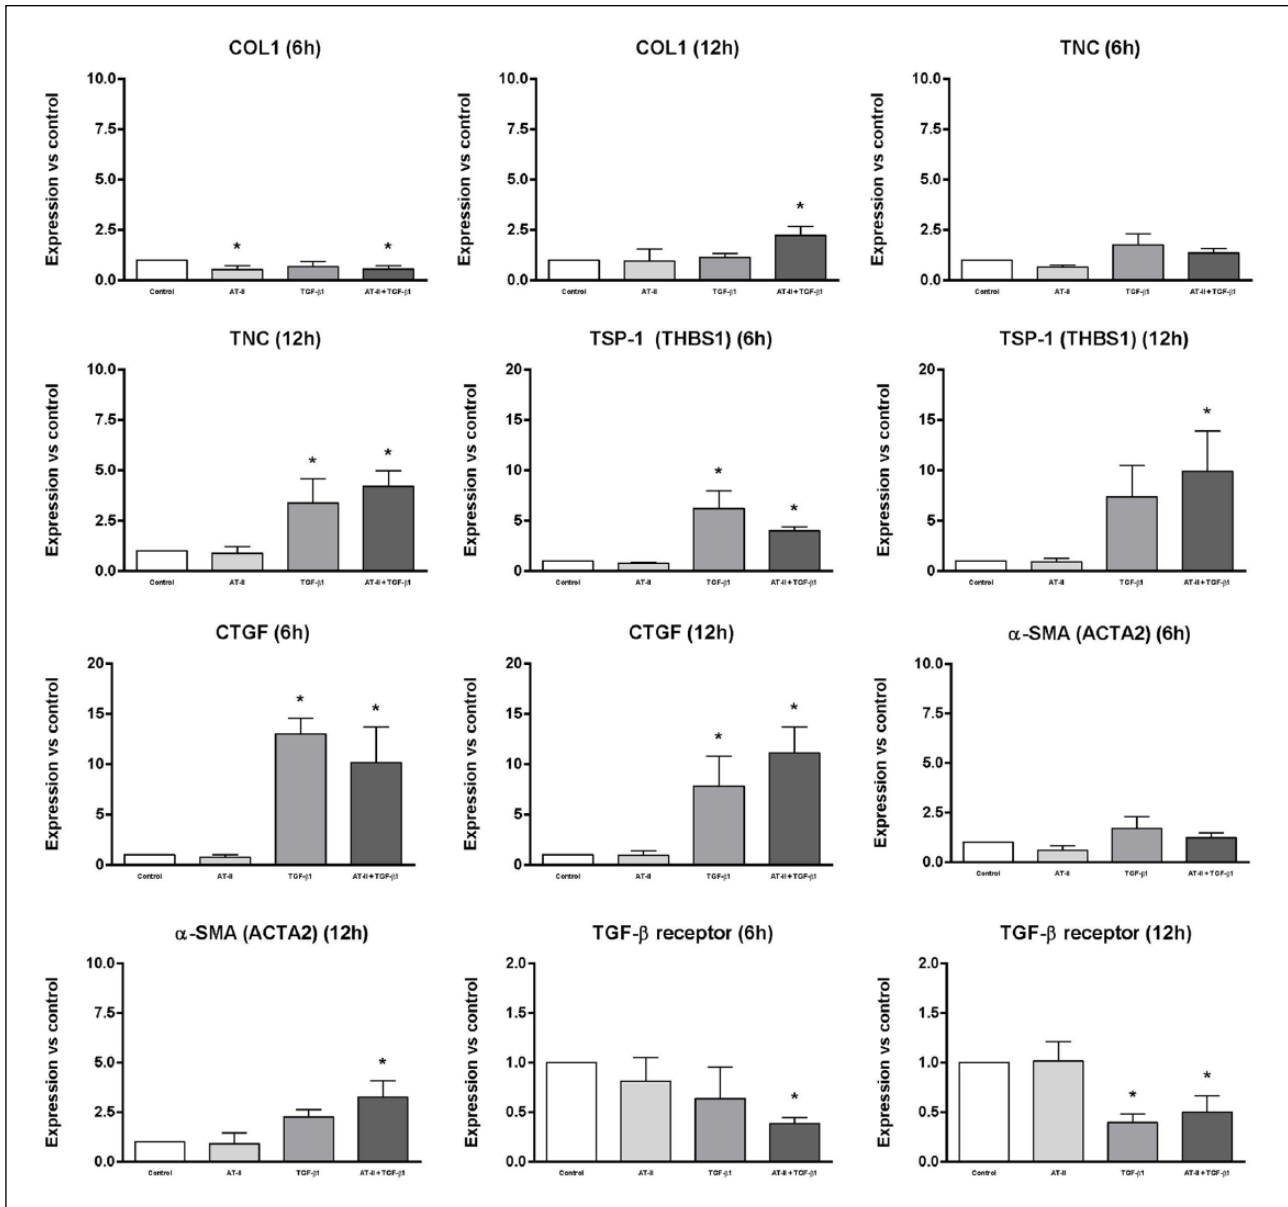 COL1 (6h)
Expression vs control
10.0
7.5
5.0
2.5
0.0
* *
Control AT-II TGF-β1 AT-II+TGF-β1
COL1 (12h)
Expression vs control
10.0
7.5
5.0
2.5
0.0
*
Control AT-II TGF-β1 AT-II+TGF-β1
TNC (6h)
Expression vs control
10.0
7.5
5.0
2.5
0.0
Control AT-II TGF-β1 AT-II+TGF-β1
TNC (12h)
Expression vs control
10.0
7.5
5.0
2.5
0.0
* *
Control AT-II TGF-β1 AT-II+TGF-β1
TSP-1 (THBS1) (6h)
Expression vs control
20
15
10
5
0
* *
Control AT-II TGF-β1 AT-II+TGF-β1
TSP-1 (THBS1) (12h)
Expression vs control
20
15
10
5
0
*
Control AT-II TGF-β1 AT-II+TGF-β1
CTGF (6h)
Expression vs control
20
15
10
5
0
* *
Control AT-II TGF-β1 AT-II+TGF-β1
CTGF (12h)
Expression vs control
20
15
10
5
0
* *
Control AT-II TGF-β1 AT-II+TGF-β1
α-SMA (ACTA2) (6h)
Expression vs control
10.0
7.5
5.0
2.5
0.0
Control AT-II TGF-β1 AT-II+TGF-β1
α-SMA (ACTA2) (12h)
Expression vs control
10.0
7.5
5.0
2.5
0.0
*
Control AT-II TGF-β1 AT-II+TGF-β1
TGF-β receptor (6h)
Expression vs control
2.0
1.5
1.0
0.5
0.0
*
Control AT-II TGF-β1 AT-II+TGF-β1
TGF-β receptor (12h)
Expression vs control
2.0
1.5
1.0
0.5
0.0
* *
Control AT-II TGF-β1 AT-II+TGF-β1